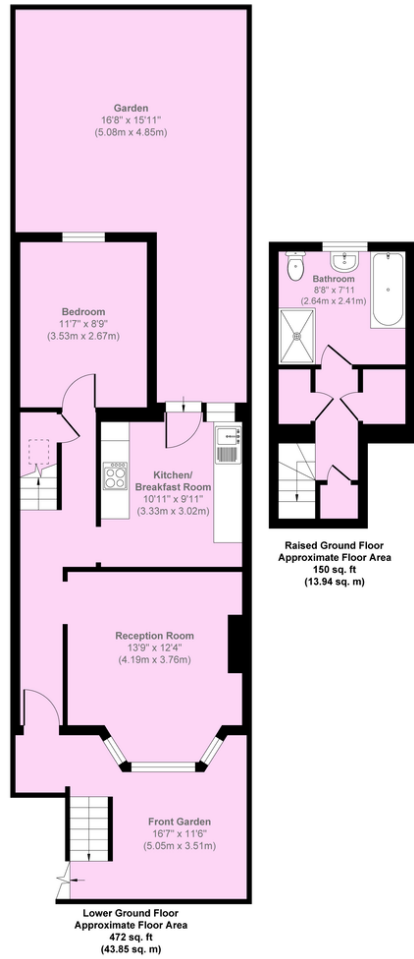 Garden
16'8" x 15'11"
(5.08m x 4.85m)
Bedroom
11'7" x 8'9"
(3.53m x 2.67m)
Bathroom
8'8" x 7'11
(2.64m x 2.41m)
Kitchen/
Breakfast Room
10'11" x 9'11"
(3.33m x 3.02m)
Raised Ground Floor
Approximate Floor Area
150 sq. ft
(13.94 sq. m)
Reception Room
13'9" x 12'4"
(4.19m x 3.76m)
Front Garden
16'7" x 11'6"
(5.05m x 3.51m)
Lower Ground Floor
Approximate Floor Area
472 sq. ft
(43.85 sq. m)